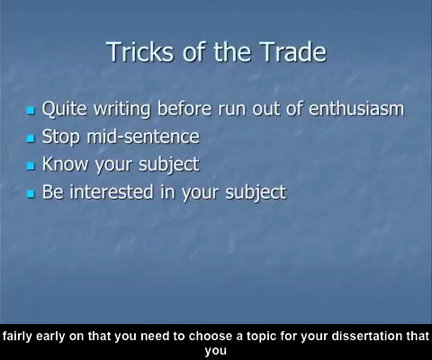 Tricks of the Trade
Quite writing before run out of enthusiasm
Stop mid-sentence
Know your subject
Be interested in your subject
fairly early on that you need to choose a topic for your dissertation that
you